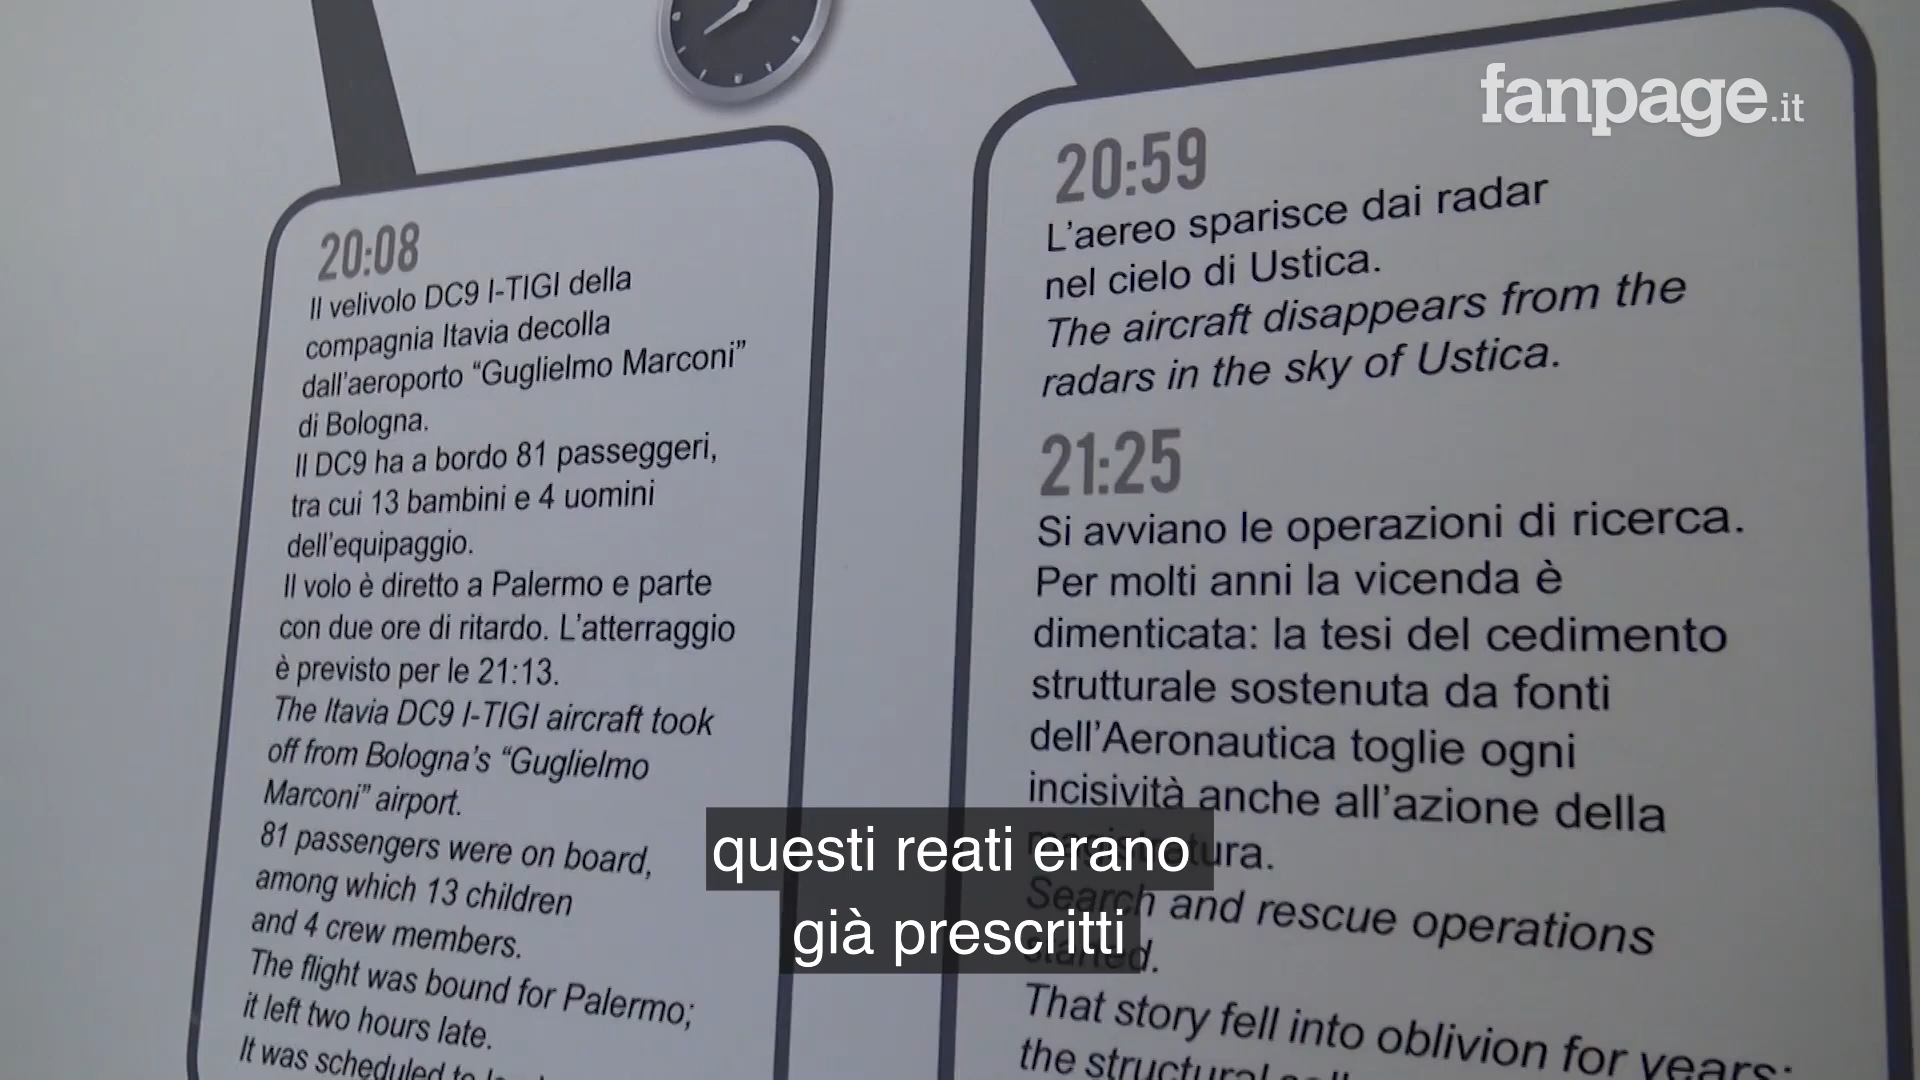 fanpage.it
20:08
Il velivolo DC9 I-TIGI della
compagnia Itavia decolla
dall'aeroporto “Guglielmo Marconi”
di Bologna.
Il DC9 ha a bordo 81 passeggeri,
tra cui 13 bambini e 4 uomini
dell'equipaggio.
Il volo è diretto a Palermo e parte
con due ore di ritardo. L'atterraggio
è previsto per le 21:13.
The Itavia DC9 I-TIGI aircraft took
off from Bologna's “Guglielmo
Marconi” airport.
81 passengers were on board,
among which 13 children
and 4 crew members.
The flight was bound for Palermo;
it left two hours late.
It was scheduled to
20:59
L'aereo sparisce dai radar
nel cielo di Ustica.
The aircraft disappears from the
radars in the sky of Ustica.
21:25
Si avviano le operazioni di ricerca.
Per molti anni la vicenda è
dimenticata: la tesi del cedimento
strutturale sostenuta da fonti
dell'Aeronautica toglie ogni
incisività anche all'azione della
magistratura.
Search and rescue operations
started.
That story fell into oblivion for years:
the structural
questi reati erano
già prescritti